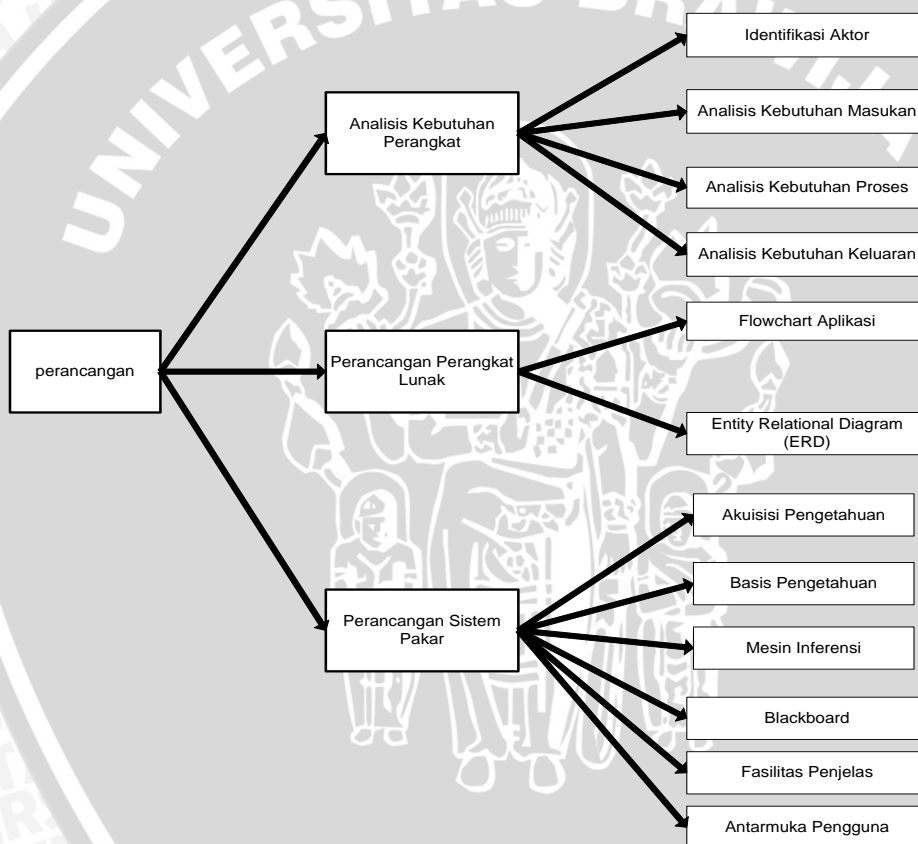 UNIVERSITAS BRAWIJA
perancangan
Analisis Kebutuhan
Perangkat
Identifikasi Aktor
Analisis Kebutuhan Masukan
Analisis Kebutuhan Proses
Analisis Kebutuhan Keluaran
Perancangan Perangkat
Lunak
Flowchart Aplikasi
Entity Relational Diagram
(ERD)
Perancangan Sistem
Pakar
Akuisisi Pengetahuan
Basis Pengetahuan
Mesin Inferensi
Blackboard
Fasilitas Penjelas
Antarmuka Pengguna